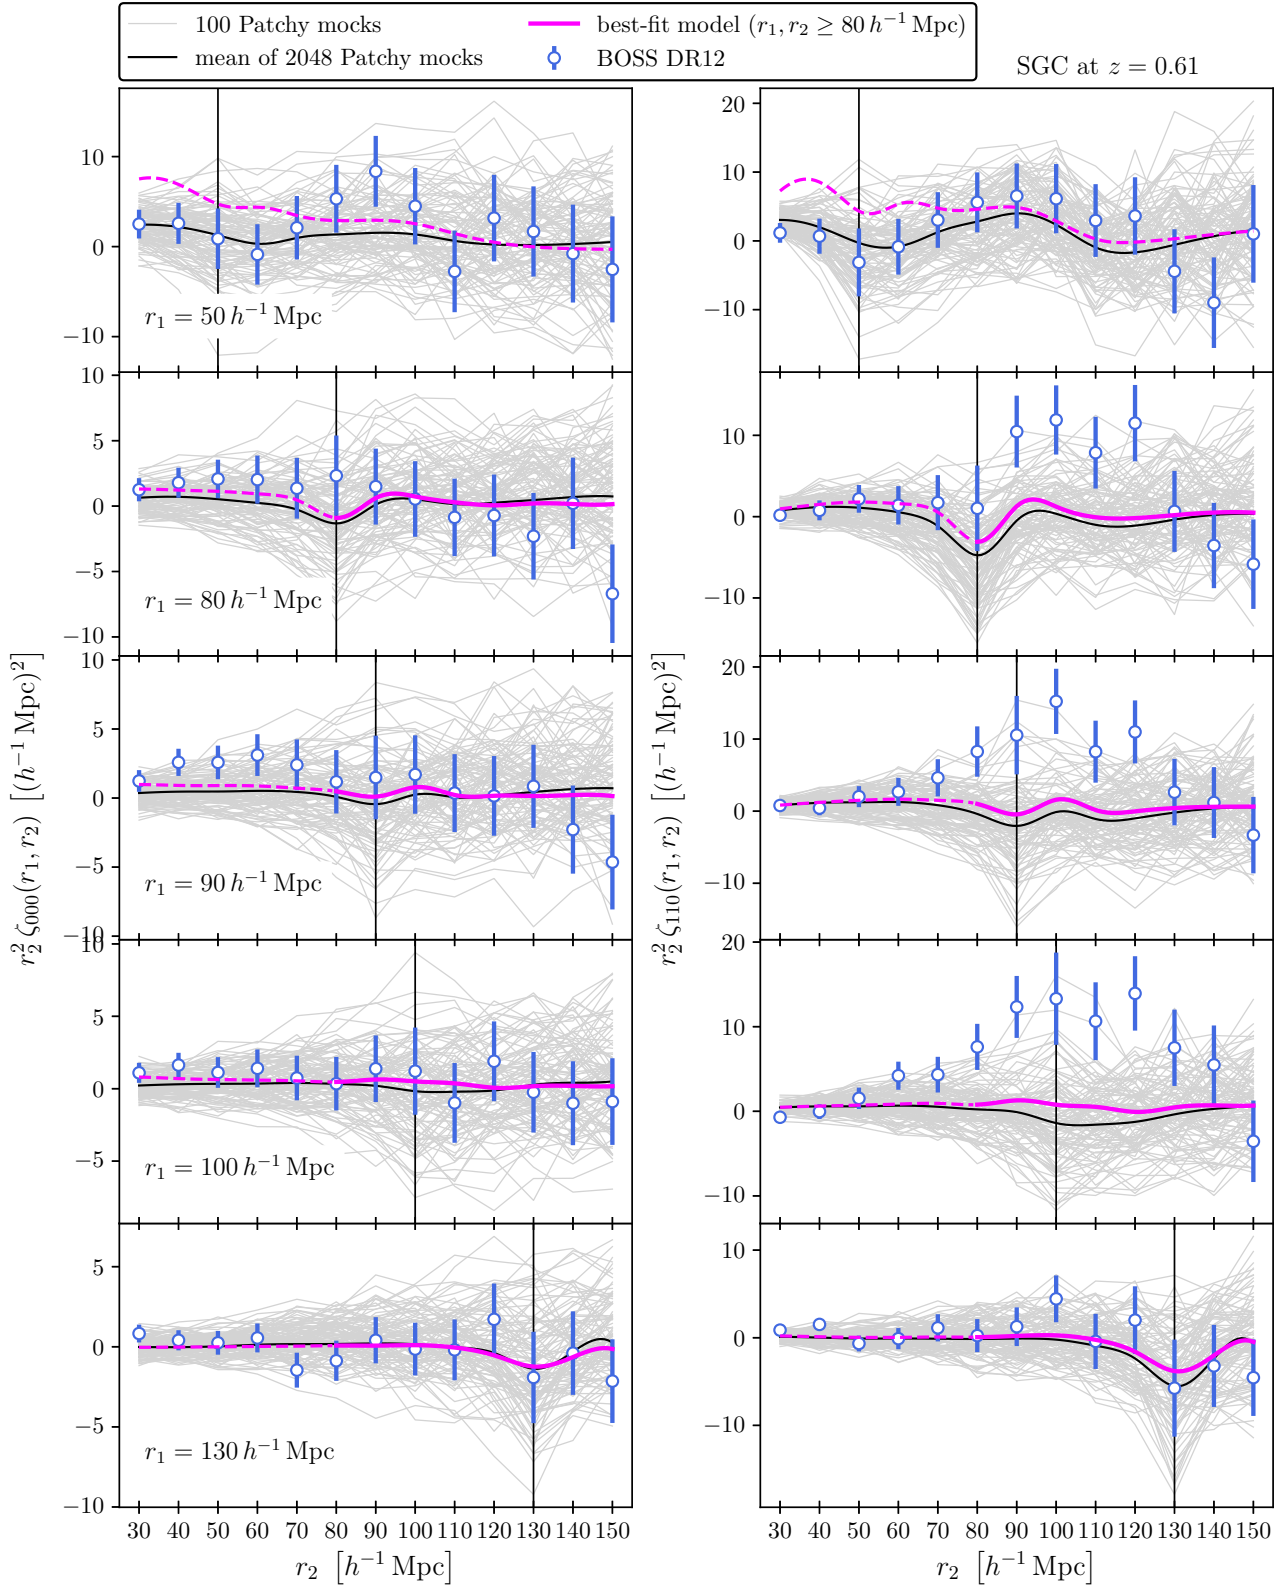 100 Patchy mocks
mean of 2048 Patchy mocks
best-fit model (r₁, r₂ ≥ 80 h⁻¹ Mpc)
BOSS DR12
SGC at z = 0.61
10
0
−10
r₁ = 50 h⁻¹ Mpc
20
10
0
−10
10
5
0
−5
−10
r₁ = 80 h⁻¹ Mpc
10
0
−10
r₂² ζ₀₀₀(r₁, r₂) [(h⁻¹ Mpc)²]
10
5
0
−5
−10
r₁ = 90 h⁻¹ Mpc
r₂² ζ₁₁₀(r₁, r₂) [(h⁻¹ Mpc)²]
20
10
0
−10
10
5
0
−5
r₁ = 100 h⁻¹ Mpc
20
10
0
−10
5
0
−5
−10
r₁ = 130 h⁻¹ Mpc
10
0
−10
30 40 50 60 70 80 90 100 110 120 130 140 150
r₂ [h⁻¹ Mpc]
30 40 50 60 70 80 90 100 110 120 130 140 150
r₂ [h⁻¹ Mpc]